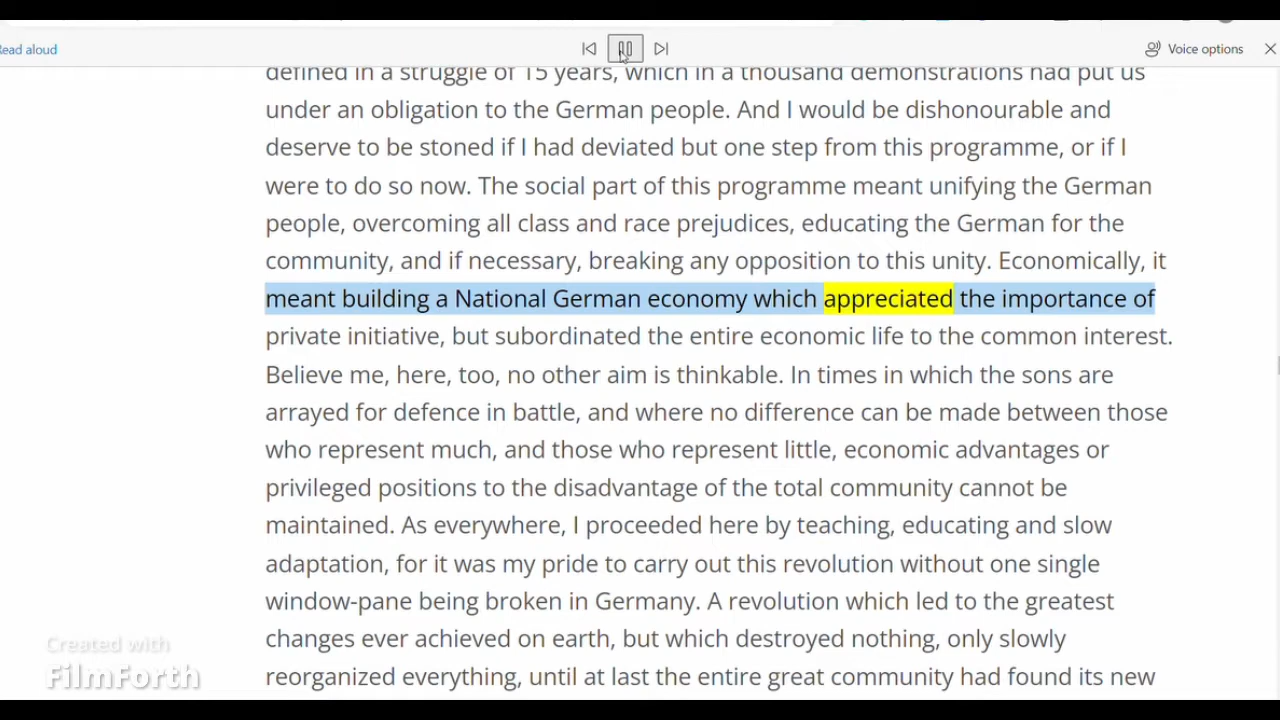 Read aloud
Voice options
defined in a struggle of 15 years, which in a thousand demonstrations had put us
under an obligation to the German people. And I would be dishonourable and
deserve to be stoned if I had deviated but one step from this programme, or if I
were to do so now. The social part of this programme meant unifying the German
people, overcoming all class and race prejudices, educating the German for the
community, and if necessary, breaking any opposition to this unity. Economically, it
meant building a National German economy which appreciated the importance of
private initiative, but subordinated the entire economic life to the common interest.
Believe me, here, too, no other aim is thinkable. In times in which the sons are
arrayed for defence in battle, and where no difference can be made between those
who represent much, and those who represent little, economic advantages or
privileged positions to the disadvantage of the total community cannot be
maintained. As everywhere, I proceeded here by teaching, educating and slow
adaptation, for it was my pride to carry out this revolution without one single
window-pane being broken in Germany. A revolution which led to the greatest
changes ever achieved on earth, but which destroyed nothing, only slowly
reorganized everything, until at last the entire great community had found its new
Created with
FilmForth